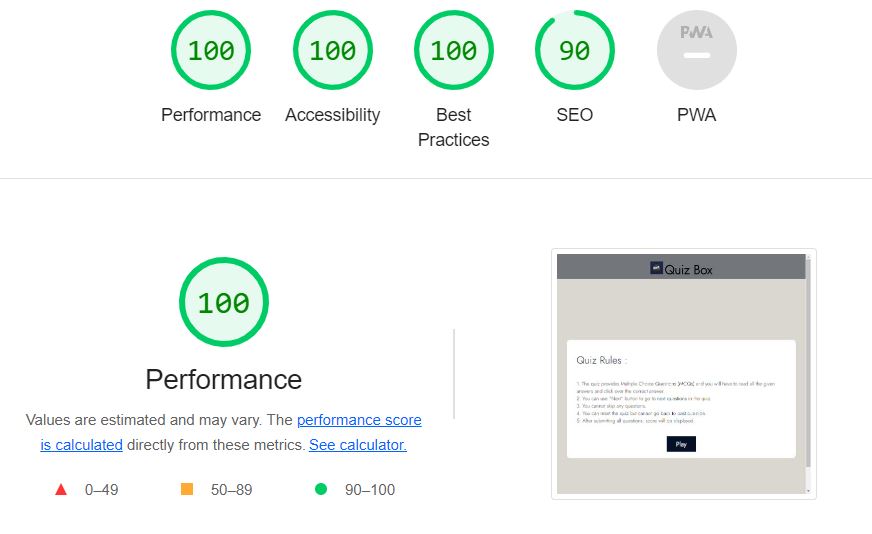 100
100
100
90
PWA
Performance
Accessibility
Best
Practices
SEO
PWA
100
Performance
Values are estimated and may vary. The performance score
is calculated directly from these metrics. See calculator.
0–49
50–89
90–100
Quiz Box
Quiz Rules :
1. The quiz provides Multiple Choice Questions (MCQs) and you will have to read all the given
answers and click over the correct answer.
2. You can use "Next" button to go to next questions in the quiz.
3. You cannot skip any questions.
4. You can reset the quiz but cannot go back to
5. After submitting all questions, score will be displayed.
Play